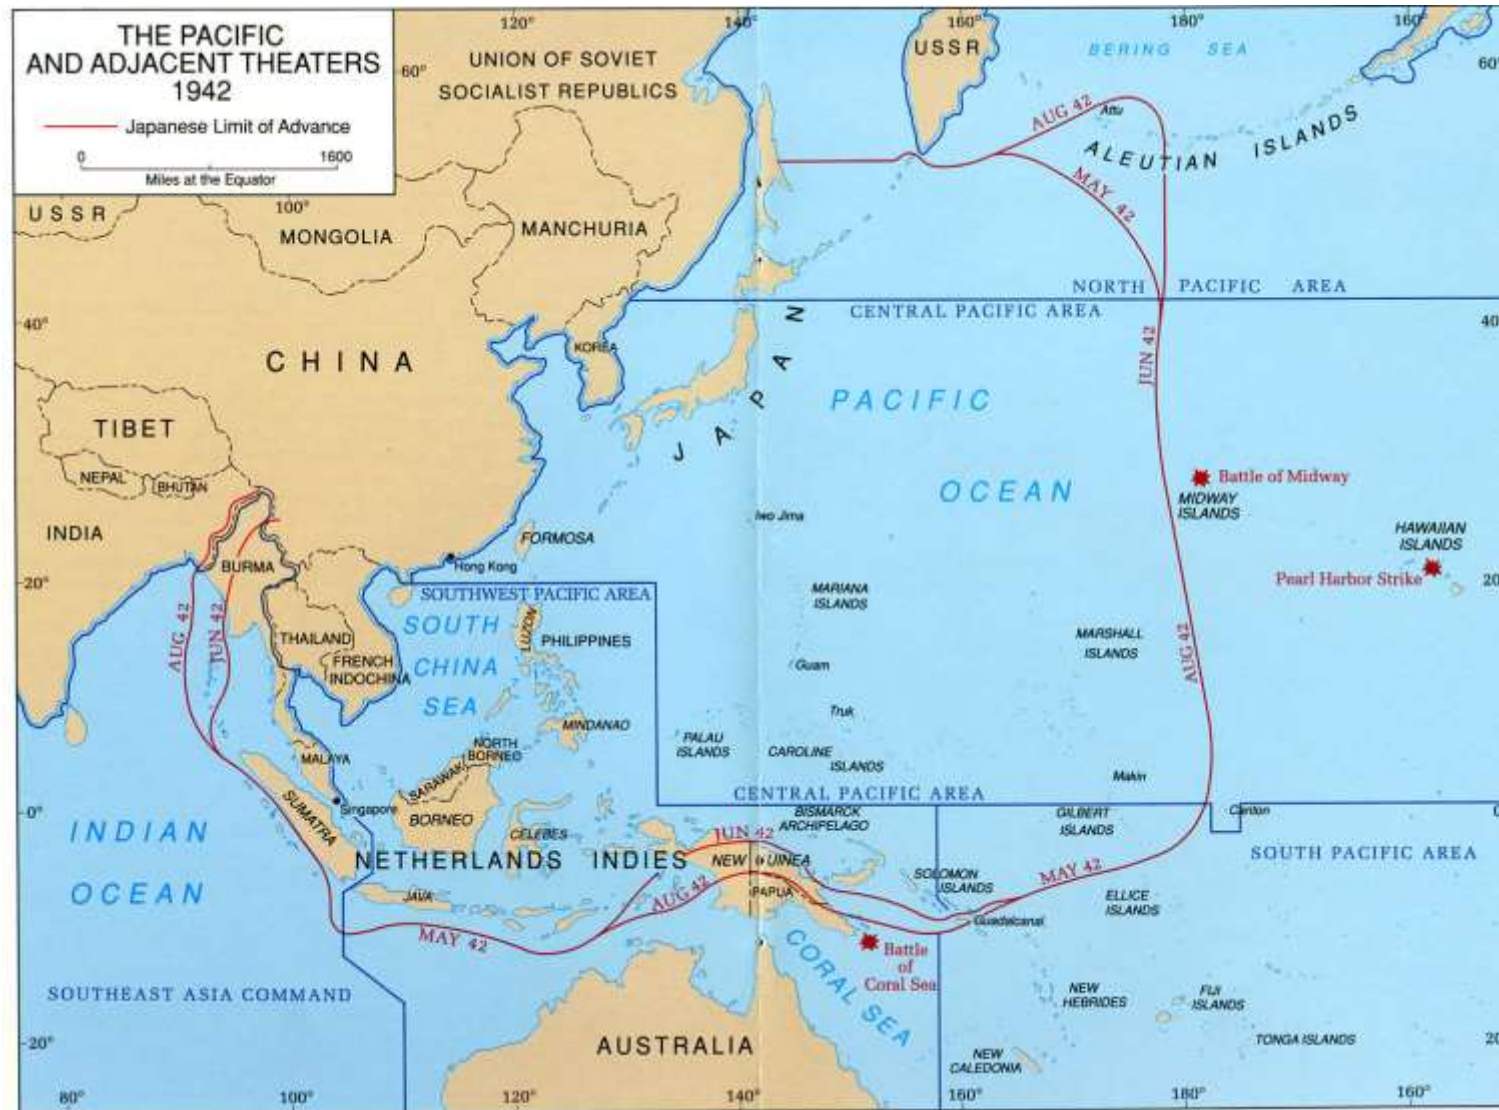 THE PACIFIC
AND ADJACENT THEATERS
1942
Japanese Limit of Advance
0 1600
Miles at the Equator
120°
140°
160°
180°
160°
60°
UNION OF SOVIET
SOCIALIST REPUBLICS
USSR
BERING SEA
60°
AUG 42
Attu
ALEUTIAN ISLANDS
MAY 42
USSR
100°
MONGOLIA
MANCHURIA
NORTH PACIFIC AREA
CENTRAL PACIFIC AREA
40°
40
CHINA
KOREA
JAPAN
JUN 42
PACIFIC
OCEAN
TIBET
NEPAL
BHUTAN
INDIA
BURMA
Battle of Midway
MIDWAY
ISLANDS
Iwo Jima
FORMOSA
HAWAIIAN
ISLANDS
Hong Kong
Pearl Harbor Strike
20°
20
SOUTHWEST PACIFIC AREA
MARIANA
ISLANDS
AUG 42
JUN 42
THAILAND
FRENCH
INDOCHINA
SOUTH
CHINA
SEA
LUZON
PHILIPPINES
MARSHALL
ISLANDS
AUG 42
Guam
Truk
MINDANAO
PALAU
ISLANDS
CAROLINE
ISLANDS
MALAYA
NORTH
BORNEO
SARAWAK
Makin
CENTRAL PACIFIC AREA
Singapore
0°
0
SUMATRA
BORNEO
CELEBES
BISMARCK
ARCHIPELAGO
GILBERT
ISLANDS
Canton
INDIAN
OCEAN
NETHERLANDS INDIES
JUN 42
NEW GUINEA
SOUTH PACIFIC AREA
SOLOMON
ISLANDS
MAY 42
JAVA
AUG 42
PAPUA
ELLICE
ISLANDS
Guadalcanal
MAY 42
Battle
of
Coral Sea
CORAL SEA
SOUTHEAST ASIA COMMAND
NEW
HEBRIDES
FIJI
ISLANDS
20°
AUSTRALIA
TONGA ISLANDS
20
NEW
CALEDONIA
80°
100°
120°
140°
160°
180°
160°